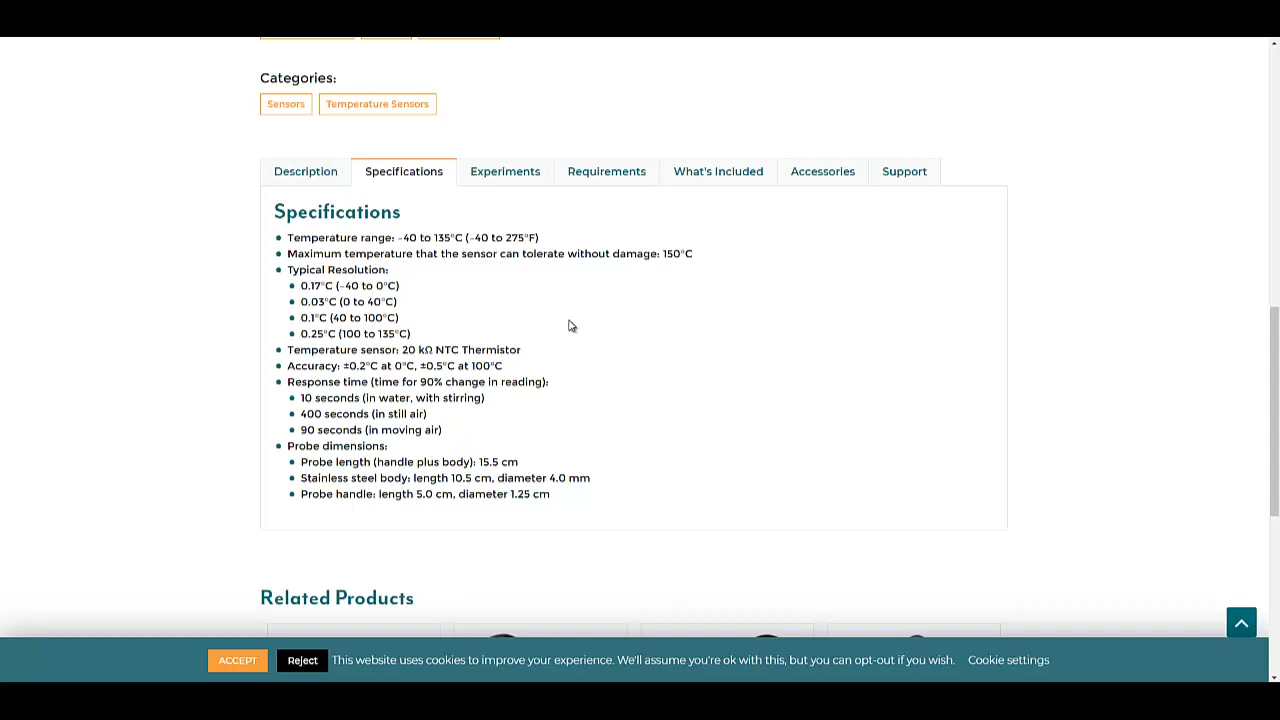 Categories:
Sensors Temperature Sensors
Description Specifications Experiments Requirements What's Included Accessories Support
Specifications
Temperature range: –40 to 135°C (–40 to 275°F)
Maximum temperature that the sensor can tolerate without damage: 150°C
Typical Resolution:
0.17°C (–40 to 0°C)
0.03°C (0 to 40°C)
0.1°C (40 to 100°C)
0.25°C (100 to 135°C)
Temperature sensor: 20 kΩ NTC Thermistor
Accuracy: ±0.2°C at 0°C, ±0.5°C at 100°C
Response time (time for 90% change in reading):
10 seconds (in water, with stirring)
400 seconds (in still air)
90 seconds (in moving air)
Probe dimensions:
Probe length (handle plus body): 15.5 cm
Stainless steel body: length 10.5 cm, diameter 4.0 mm
Probe handle: length 5.0 cm, diameter 1.25 cm
Related Products
ACCEPT Reject This website uses cookies to improve your experience. We'll assume you're ok with this, but you can opt-out if you wish. Cookie settings